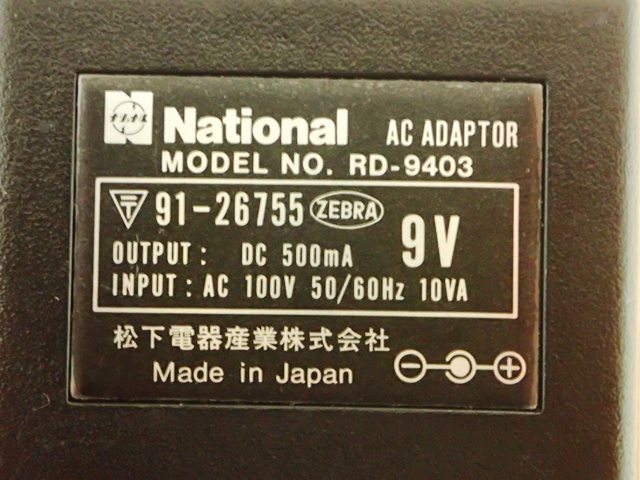 National AC ADAPTOR
MODEL NO. RD-9403
91-26755 ZEBRA 9V
OUTPUT : DC 500mA
INPUT : AC 100V 50/60Hz 10VA
松下電器産業株式会社
Made in Japan